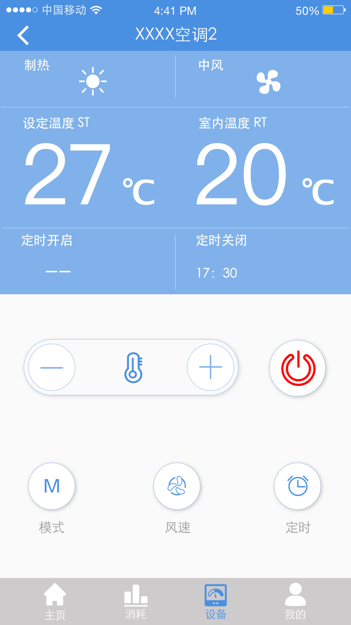 中国移动 4:41 PM 50%
XXXX空调2
制热 中风
设定温度 ST 室内温度 RT
27℃ 20℃
定时开启 定时关闭
-- 17：30
M
模式 风速 定时
主页 消耗 设备 我的